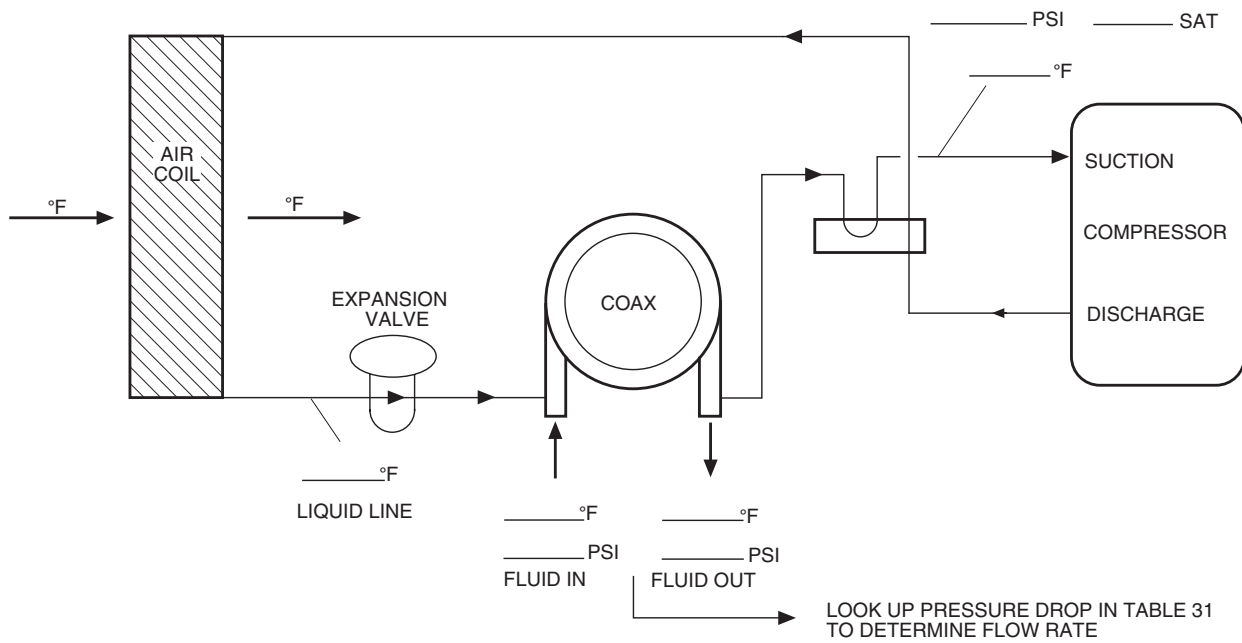 PSI SAT
°F
AIR
COIL
SUCTION
°F °F
COMPRESSOR
EXPANSION
VALVE
COAX
DISCHARGE
°F
LIQUID LINE
°F °F
PSI PSI
FLUID IN FLUID OUT
LOOK UP PRESSURE DROP IN TABLE 31
TO DETERMINE FLOW RATE